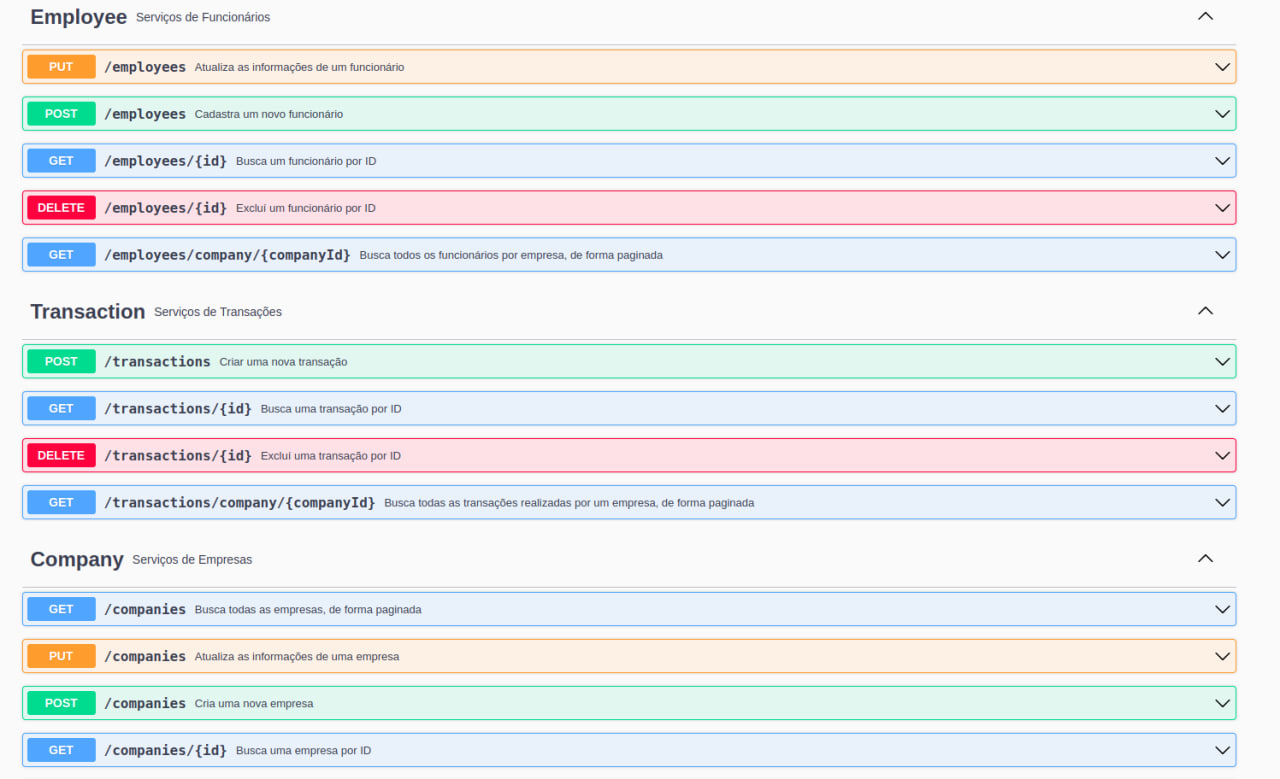 Employee Serviços de Funcionários
PUT /employees Atualiza as informações de um funcionário
POST /employees Cadastra um novo funcionário
GET /employees/{id} Busca um funcionário por ID
DELETE /employees/{id} Excluí um funcionário por ID
GET /employees/company/{companyId} Busca todos os funcionários por empresa, de forma paginada
Transaction Serviços de Transações
POST /transactions Criar uma nova transação
GET /transactions/{id} Busca uma transação por ID
DELETE /transactions/{id} Excluí uma transação por ID
GET /transactions/company/{companyId} Busca todas as transações realizadas por um empresa, de forma paginada
Company Serviços de Empresas
GET /companies Busca todas as empresas, de forma paginada
PUT /companies Atualiza as informações de uma empresa
POST /companies Cria uma nova empresa
GET /companies/{id} Busca uma empresa por ID